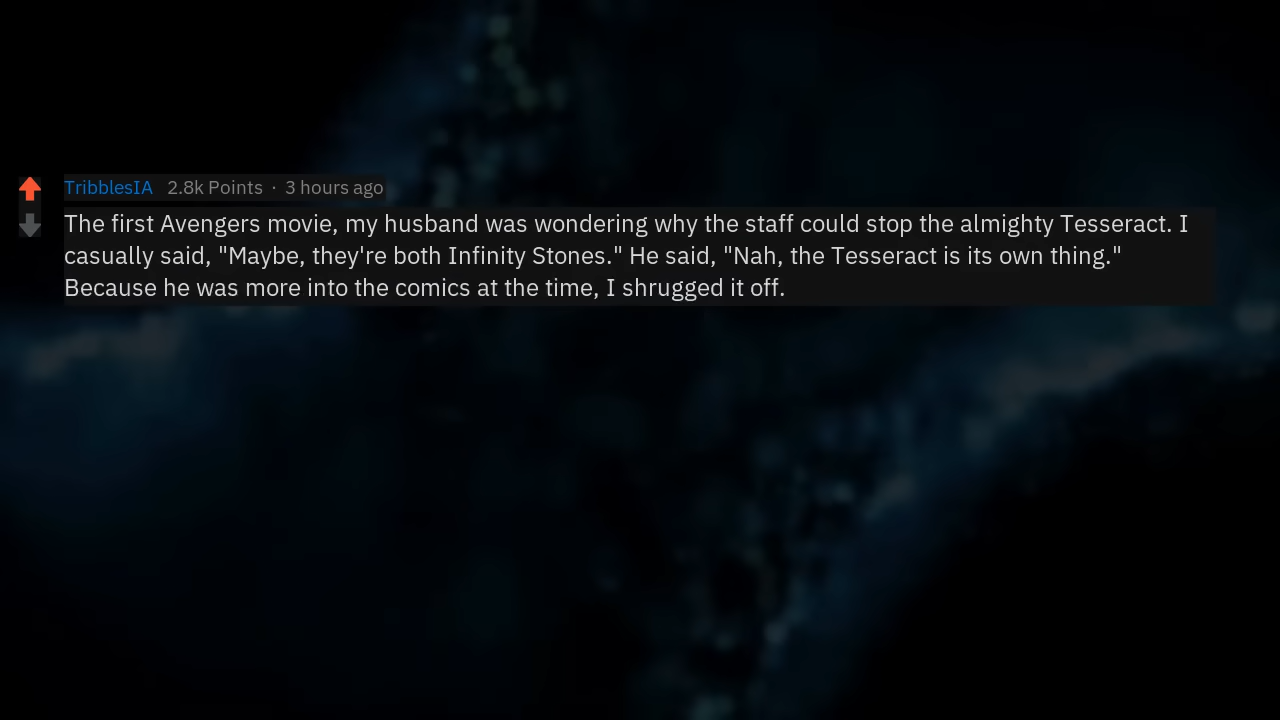 TribblesIA 2.8k Points · 3 hours ago
The first Avengers movie, my husband was wondering why the staff could stop the almighty Tesseract. I
casually said, "Maybe, they're both Infinity Stones." He said, "Nah, the Tesseract is its own thing."
Because he was more into the comics at the time, I shrugged it off.